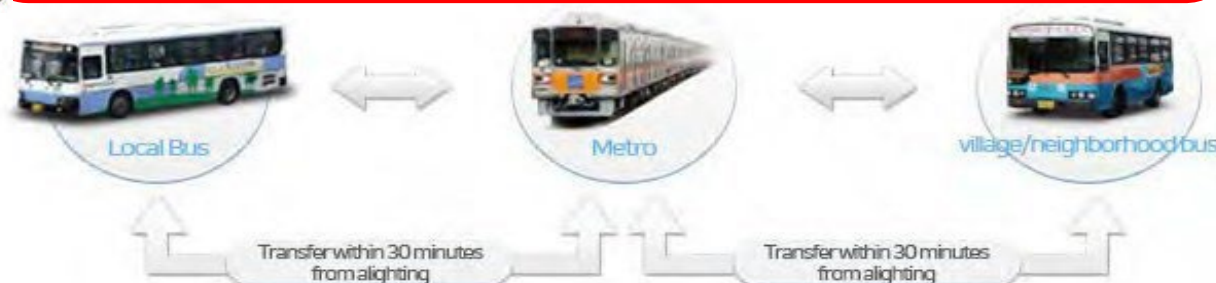 Local Bus
Metro
village/neighborhood bus
Transfer within 30 minutes
from alighting
Transfer within 30 minutes
from alighting